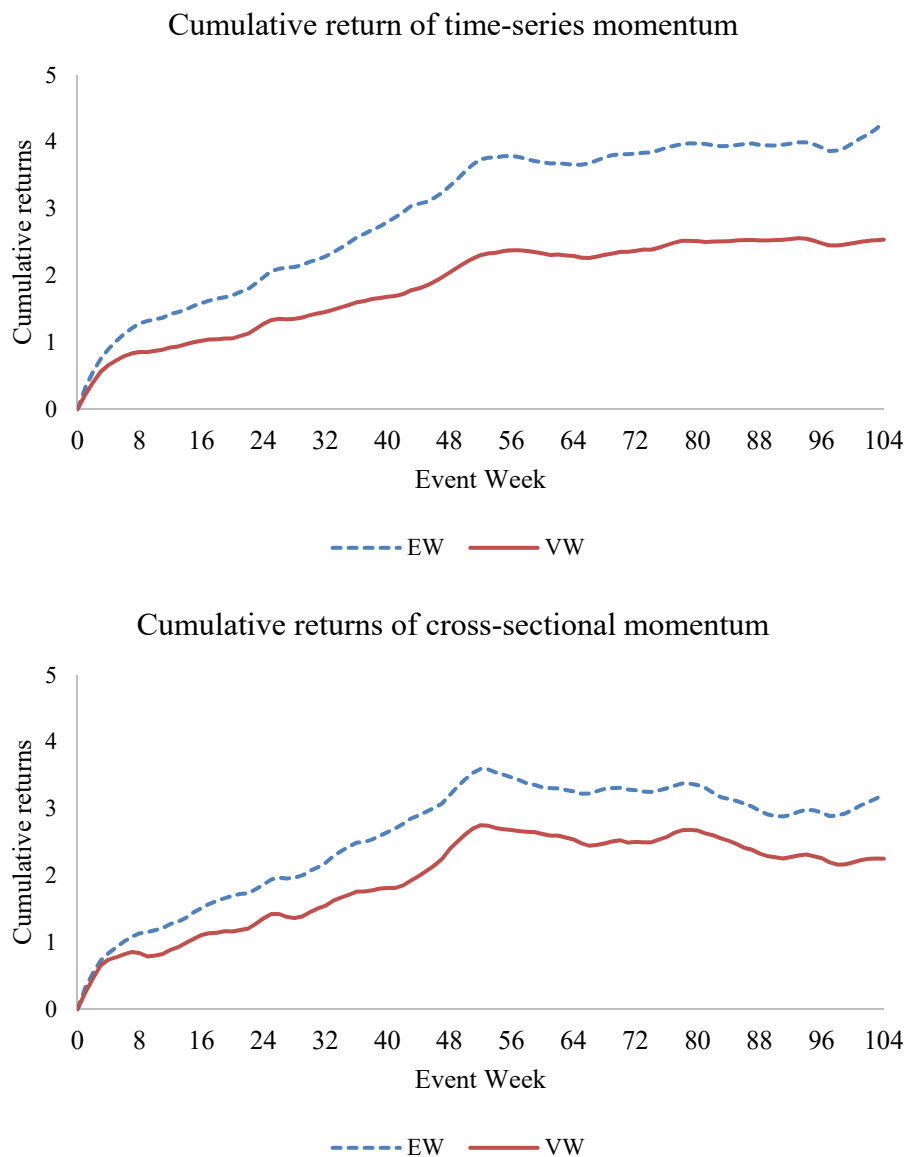 Cumulative return of time-series momentum
5
4
3
2
1
0
Cumulative returns
0 8 16 24 32 40 48 56 64 72 80 88 96 104
Event Week
EW VW
Cumulative returns of cross-sectional momentum
5
4
3
2
1
0
Cumulative returns
0 8 16 24 32 40 48 56 64 72 80 88 96 104
Event Week
EW VW